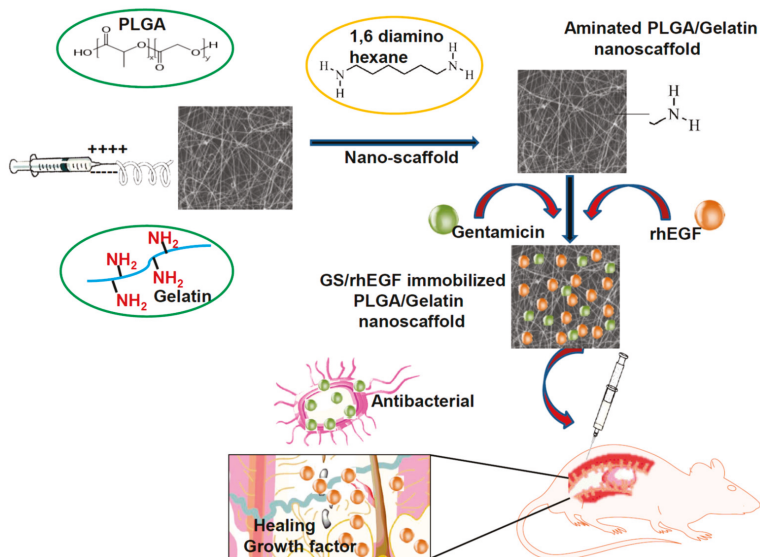 PLGA
HO
O
O
x
O
O
y
H
1,6 diamino
hexane
H
N
H
H
N
H
Aminated PLGA/Gelatin
nanoscaffold
H
N
H
++++
----
Nano-scaffold
Gentamicin
rhEGF
NH2
NH2
NH2
NH2
Gelatin
GS/rhEGF immobilized
PLGA/Gelatin
nanoscaffold
Antibacterial
Healing
Growth factor